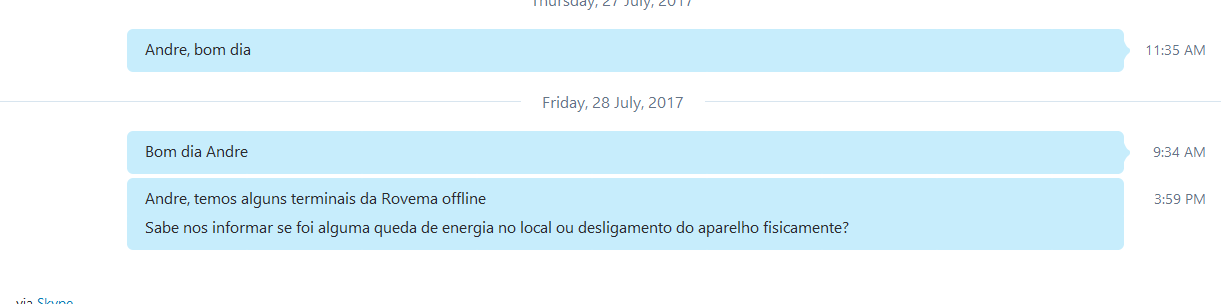 Thursday, 27 July, 2017
Andre, bom dia
11:35 AM
Friday, 28 July, 2017
Bom dia Andre
9:34 AM
Andre, temos alguns terminais da Rovema offline
3:59 PM
Sabe nos informar se foi alguma queda de energia no local ou desligamento do aparelho fisicamente?
via Skype